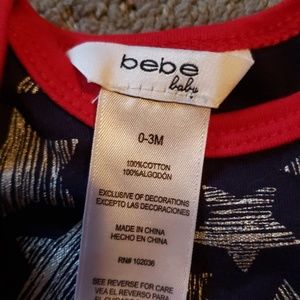 bebe
baby
0-3M
100%COTTON
100%ALGODÓN
EXCLUSIVE OF DECORATIONS
EXCEPTO LAS DECORACIONES
MADE IN CHINA
HECHO EN CHINA
RN# 102036
SEE REVERSE FOR CARE
VEA EL REVERSO PARA